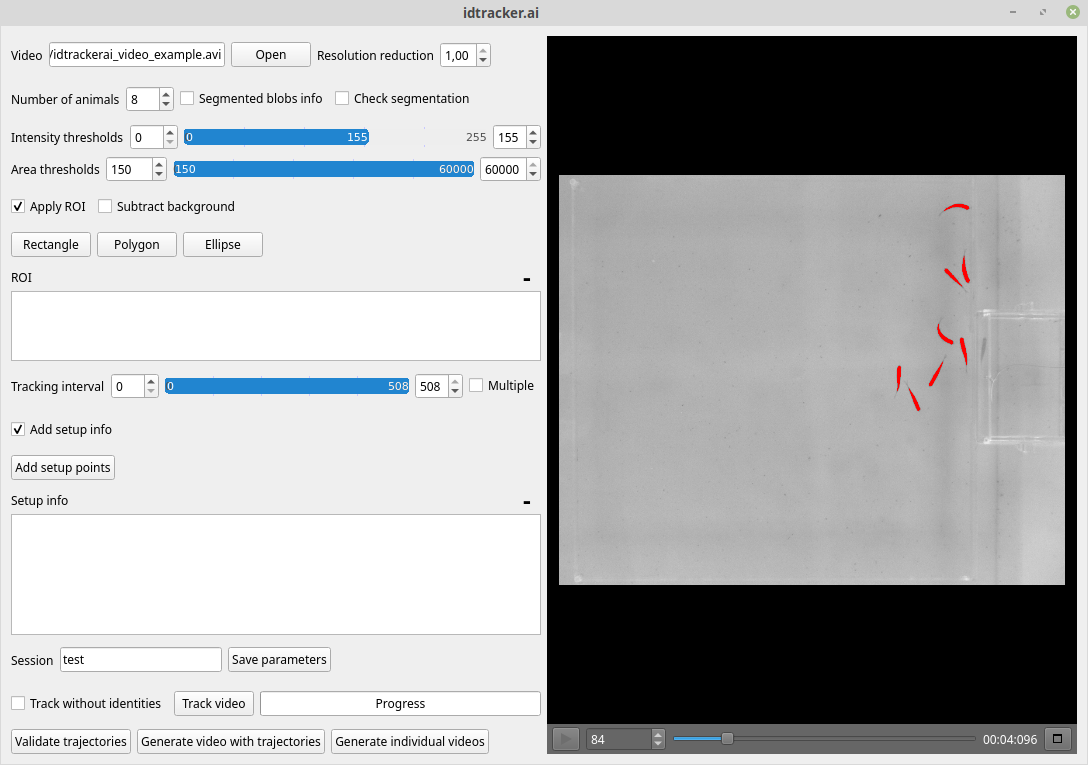 idtracker.ai
Video /idtrackerai_video_example.avi Open Resolution reduction 1,00
Number of animals 8 Segmented blobs info Check segmentation
Intensity thresholds 0 0 155 255 155
Area thresholds 150 150 60000 60000
Apply ROI Subtract background
Rectangle Polygon Ellipse
ROI
Tracking interval 0 0 508 508 Multiple
Add setup info
Add setup points
Setup info
Session test Save parameters
Track without identities Track video Progress
Validate trajectories Generate video with trajectories Generate individual videos
84 00:04:096